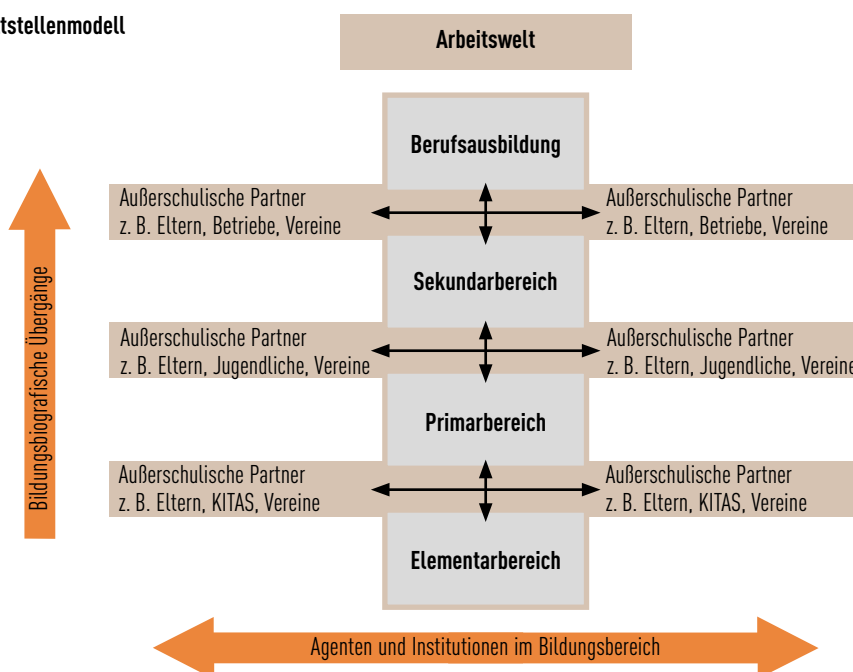 tstellenmodell
Arbeitswelt
Berufsausbildung
Außerschulische Partner
z. B. Eltern, Betriebe, Vereine
Außerschulische Partner
z. B. Eltern, Betriebe, Vereine
Sekundarbereich
Außerschulische Partner
z. B. Eltern, Jugendliche, Vereine
Außerschulische Partner
z. B. Eltern, Jugendliche, Vereine
Primarbereich
Außerschulische Partner
z. B. Eltern, KITAS, Vereine
Außerschulische Partner
z. B. Eltern, KITAS, Vereine
Elementarbereich
Bildungsbiografische Übergänge
Agenten und Institutionen im Bildungsbereich